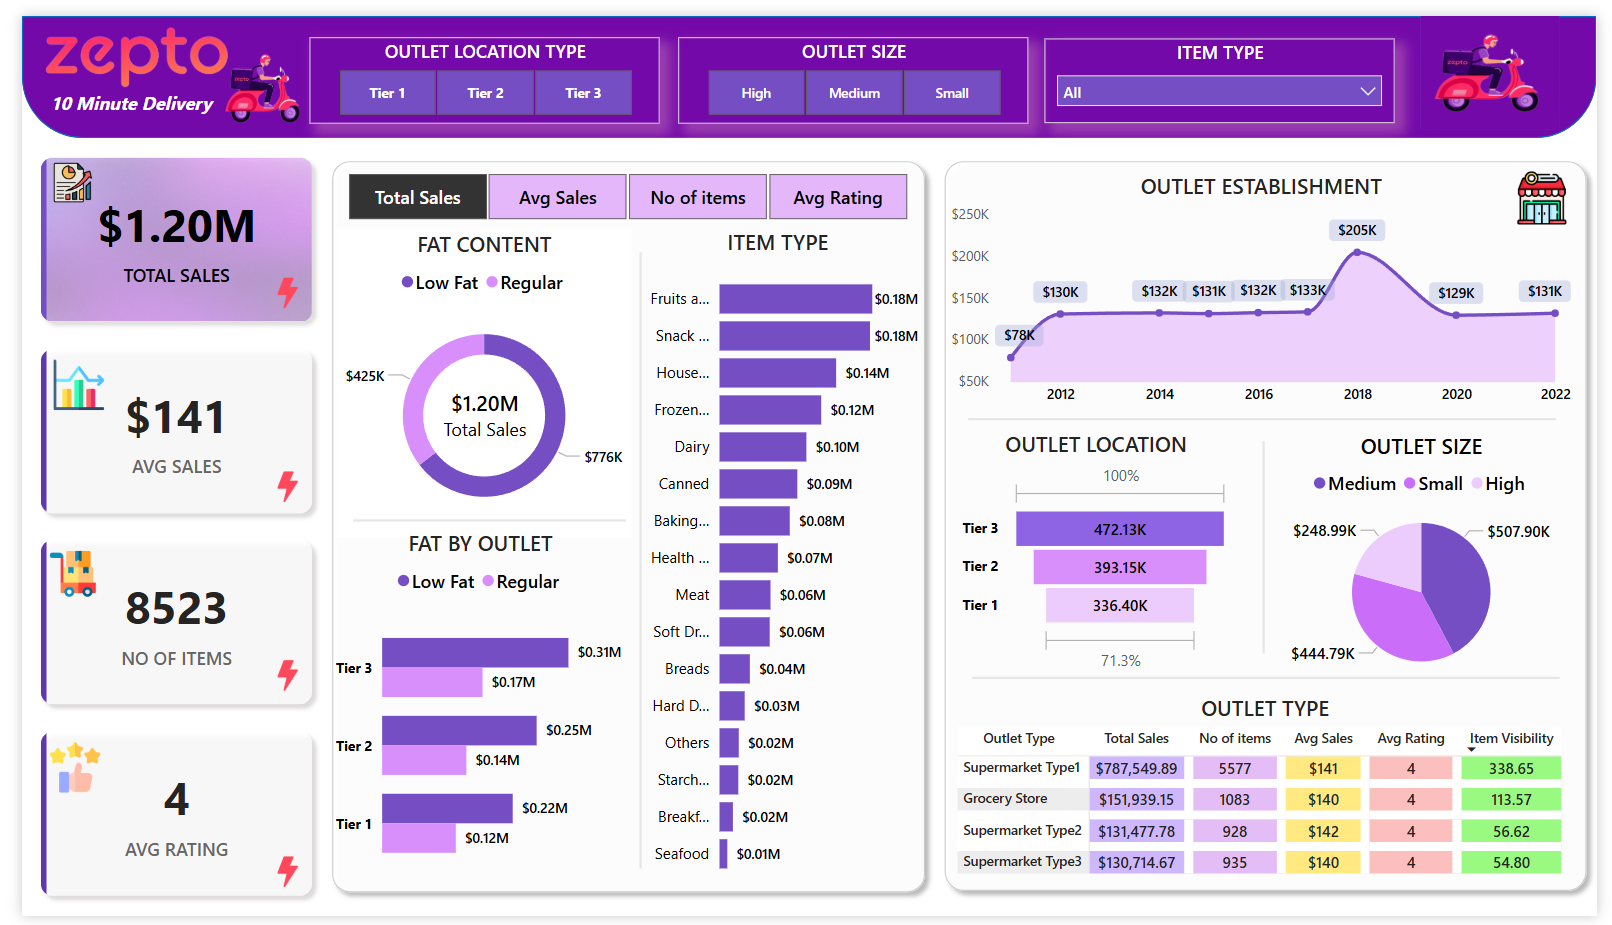 zepto
10 Minute Delivery
zepto
OUTLET LOCATION TYPE
Tier 1 Tier 2 Tier 3
OUTLET SIZE
High Medium Small
ITEM TYPE
All
zepto
$1.20M
TOTAL SALES
$141
AVG SALES
8523
NO OF ITEMS
4
AVG RATING
Total Sales Avg Sales No of items Avg Rating
FAT CONTENT
Low Fat Regular
$425K
$1.20M
Total Sales
$776K
FAT BY OUTLET
Low Fat Regular
Tier 3 $0.31M
$0.17M
Tier 2 $0.25M
$0.14M
Tier 1 $0.22M
$0.12M
ITEM TYPE
Fruits a... $0.18M
Snack ... $0.18M
House... $0.14M
Frozen... $0.12M
Dairy $0.10M
Canned $0.09M
Baking... $0.08M
Health ... $0.07M
Meat $0.06M
Soft Dr... $0.06M
Breads $0.04M
Hard D... $0.03M
Others $0.02M
Starch... $0.02M
Breakf... $0.02M
Seafood $0.01M
OUTLET ESTABLISHMENT
$250K
$200K
$150K
$100K
$50K
$78K $130K $132K $131K $132K $133K $205K $129K $131K
2012 2014 2016 2018 2020 2022
OUTLET LOCATION
100%
Tier 3 472.13K
Tier 2 393.15K
Tier 1 336.40K
71.3%
OUTLET SIZE
Medium Small High
$248.99K $507.90K
$444.79K
OUTLET TYPE
Outlet Type Total Sales No of items Avg Sales Avg Rating Item Visibility
Supermarket Type1 $787,549.89 5577 $141 4 338.65
Grocery Store $151,939.15 1083 $140 4 113.57
Supermarket Type2 $131,477.78 928 $142 4 56.62
Supermarket Type3 $130,714.67 935 $140 4 54.80